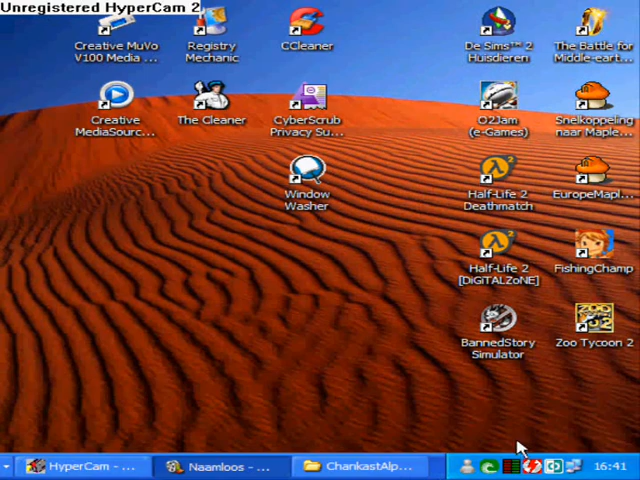 Unregistered HyperCam 2
Creative MuVo
V100 Media ...
Registry
Mechanic
CCleaner
De Sims™ 2
Huisdieren
The Battle for
Middle-eart...
Creative
MediaSourc...
The Cleaner
CyberScrub
Privacy Su...
O2Jam
(e-Games)
Snelkoppeling
naar Maple...
Window
Washer
Half-Life 2
Deathmatch
EuropeMapl...
Half-Life 2
[DiGiTALZoNE]
FishingChamp
BannedStory
Simulator
Zoo Tycoon 2
HyperCam - ...
Naamloos - ...
ChankastAlp...
16:41